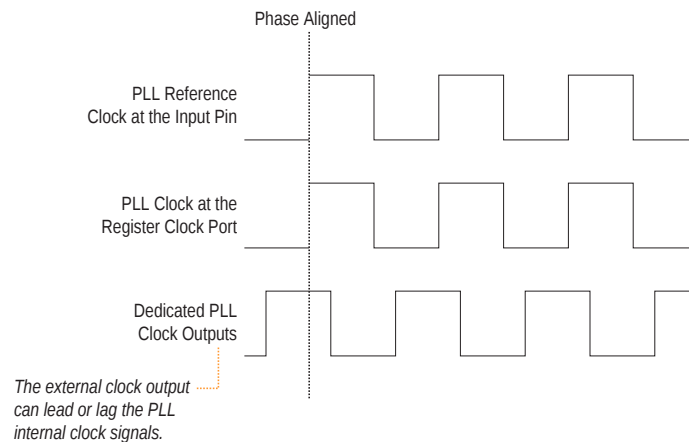 Phase Aligned
PLL Reference
Clock at the Input Pin
PLL Clock at the
Register Clock Port
Dedicated PLL
Clock Outputs
The external clock output
can lead or lag the PLL
internal clock signals.